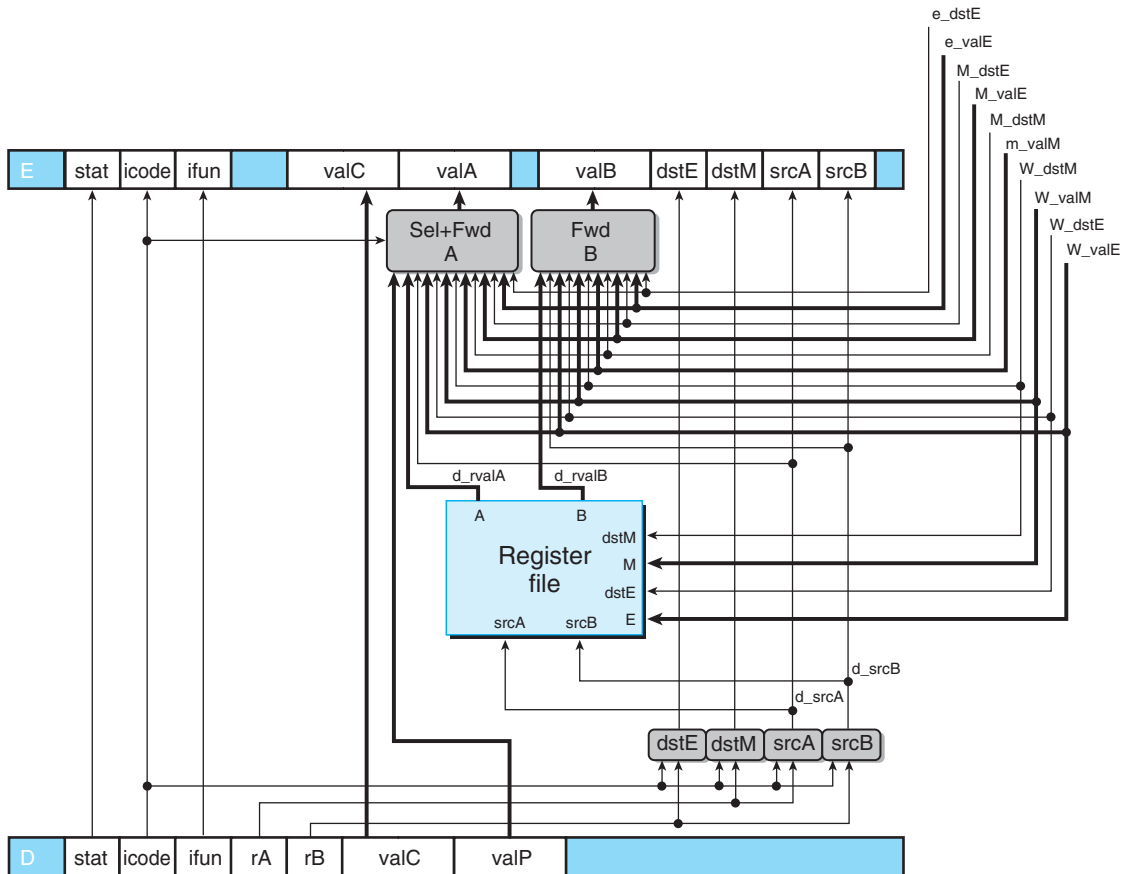 e_dstE
e_valE
M_dstE
M_valE
M_dstM
m_valM
W_dstM
W_valM
W_dstE
W_valE
E stat icode ifun valC valA valB dstE dstM srcA srcB
Sel+Fwd
A
Fwd
B
d_rvalA d_rvalB
A B
dstM
Register
file
M
dstE
E
srcA srcB
d_srcB
d_srcA
dstE dstM srcA srcB
D stat icode ifun rA rB valC valP